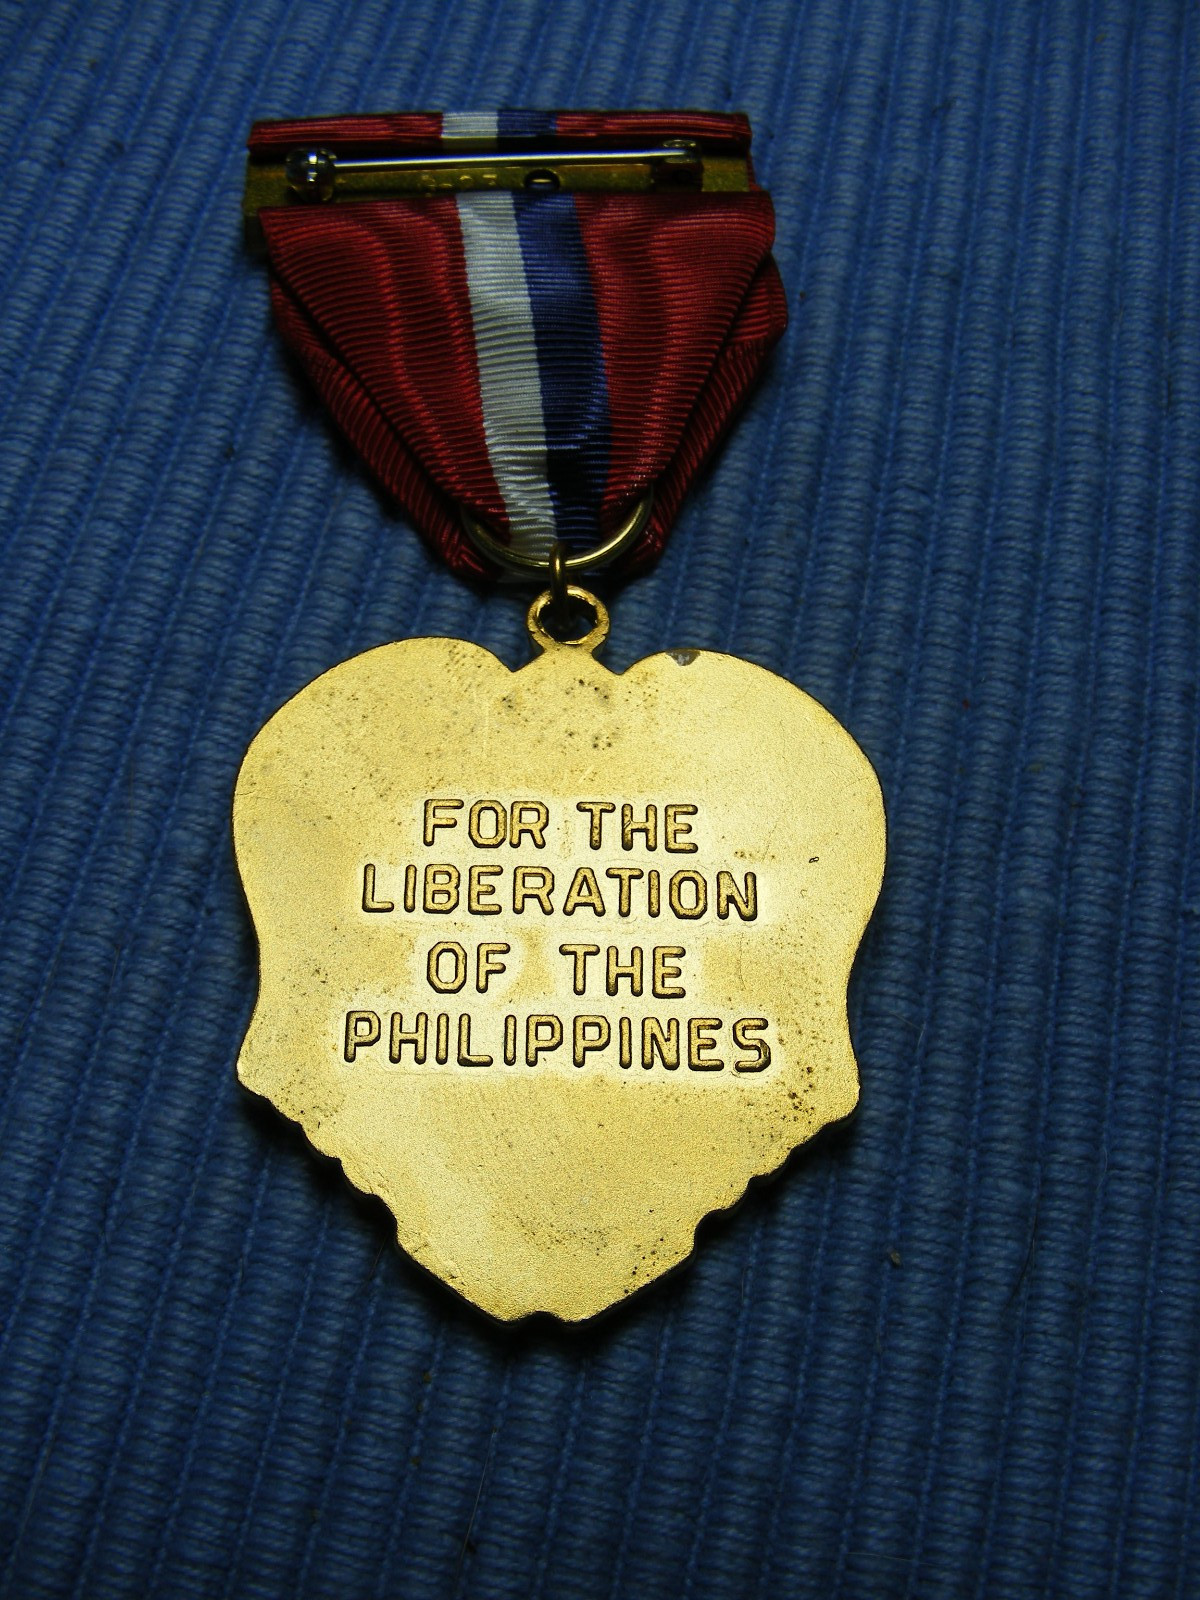 FOR THE
LIBERATION
OF THE
PHILIPPINES